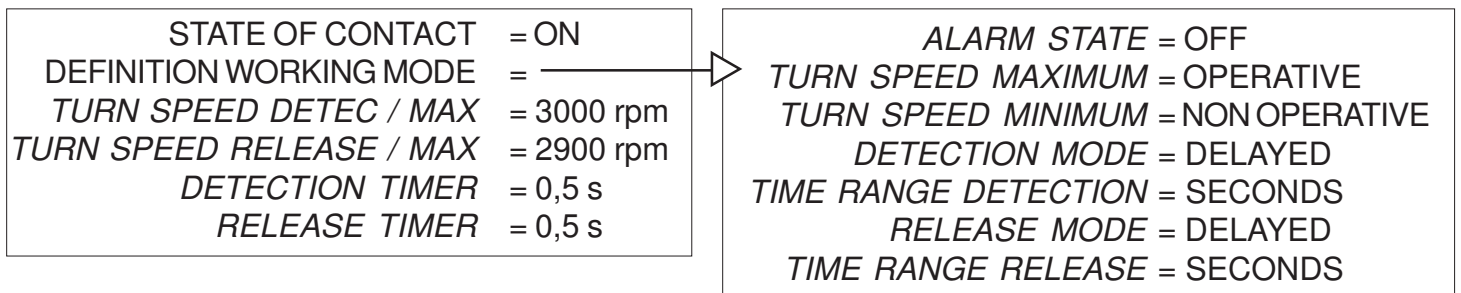 STATE OF CONTACT = ON
DEFINITION WORKING MODE =
TURN SPEED DETEC / MAX = 3000 rpm
TURN SPEED RELEASE / MAX = 2900 rpm
DETECTION TIMER = 0,5 s
RELEASE TIMER = 0,5 s
ALARM STATE = OFF
TURN SPEED MAXIMUM = OPERATIVE
TURN SPEED MINIMUM = NON OPERATIVE
DETECTION MODE = DELAYED
TIME RANGE DETECTION = SECONDS
RELEASE MODE = DELAYED
TIME RANGE RELEASE = SECONDS